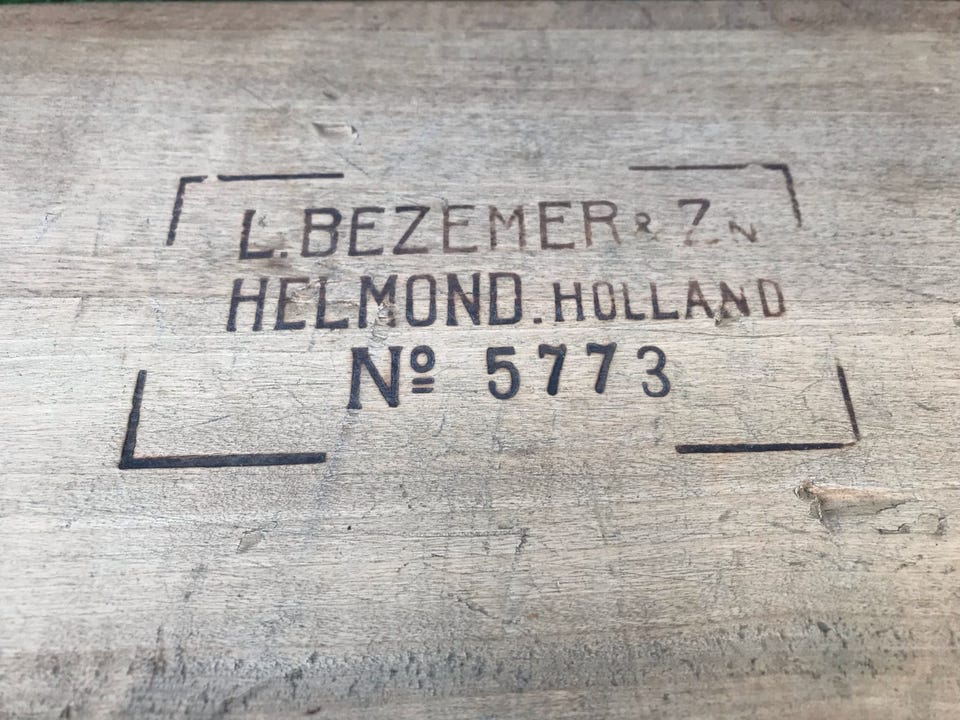 L. BEZEMER & ZN
HELMOND. HOLLAND
Nº 5773